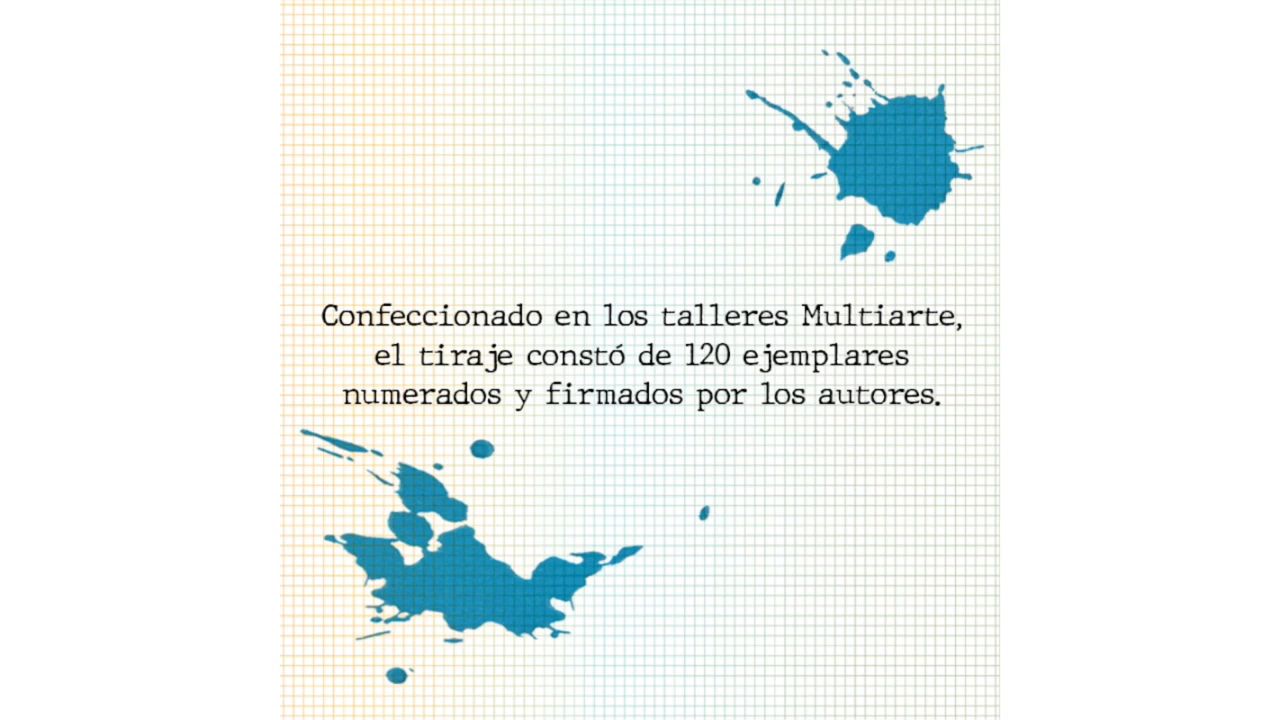 Confeccionado en los talleres Multiarte,
el tiraje constó de 120 ejemplares
numerados y firmados por los autores.